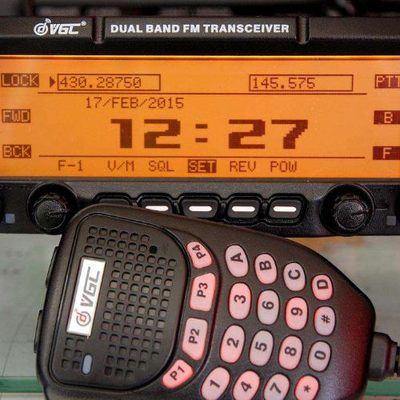 VGC DUAL BAND FM TRANSCEIVER
LOCK 430.28750 145.575 PTT
17/FEB/2015
FWD B
12:27
BCK F
F-1 V/M SQL SET REV POW
VGC
P1 P2 P3 P4
A B C D
3 6 9 #
2 5 8 0
1 4 7 *